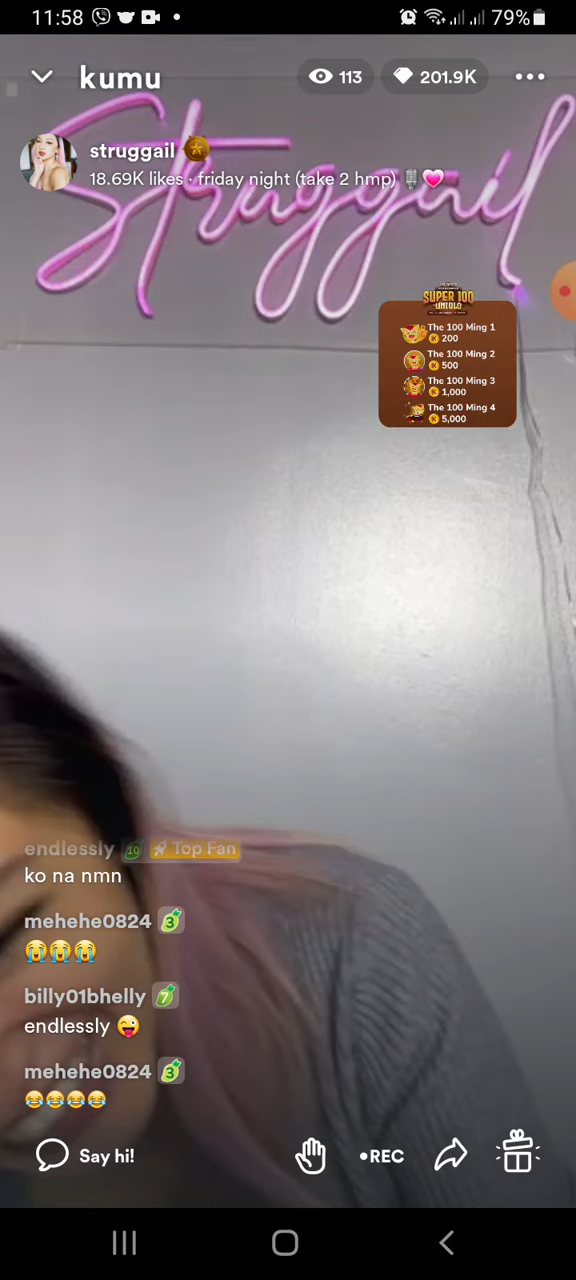 11:58
79%
kumu
113
201.9K
struggail
18.69K likes · friday night (take 2 hmp) 🎙️💗
Struggail
SUPER 100
The 100 Ming 1
200
The 100 Ming 2
500
The 100 Ming 3
1,000
The 100 Ming 4
5,000
endlessly 10 Top Fan
ko na nmn
mehehe0824 3
😭😭😭
billy01bhelly 7
endlessly 😜
mehehe0824 3
😂😂😂😂
Say hi!
•REC